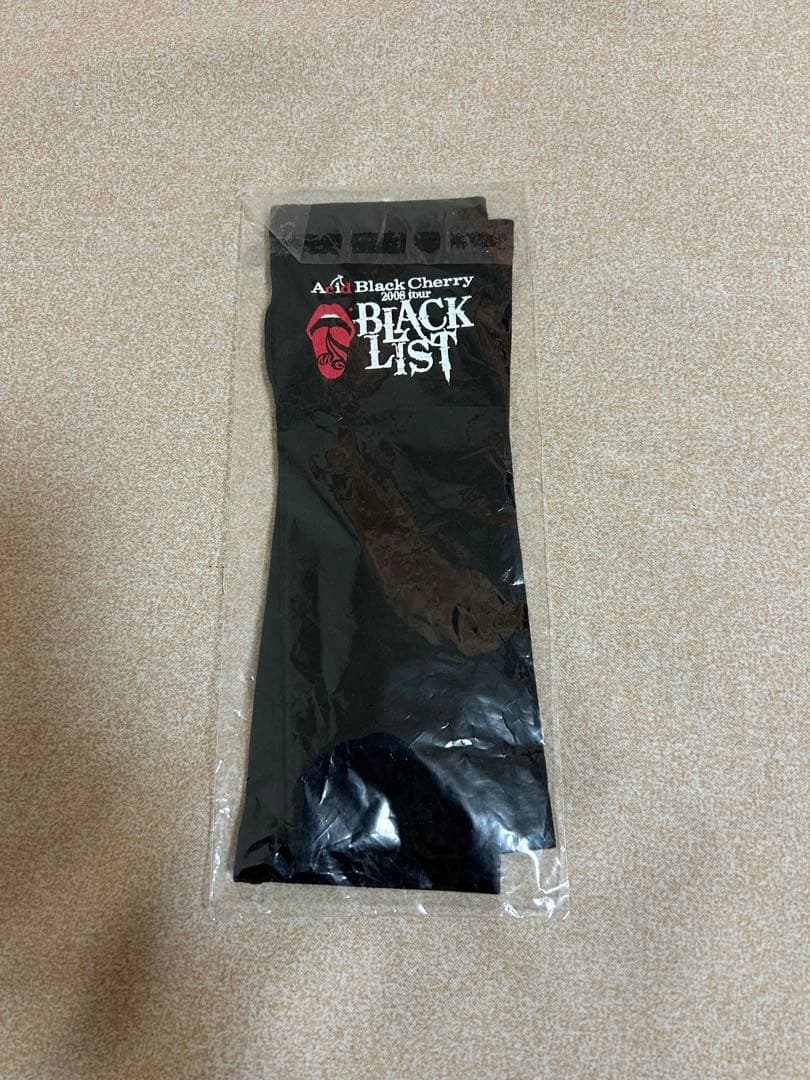 Acid Black Cherry
2008 tour
BLACK
LIST